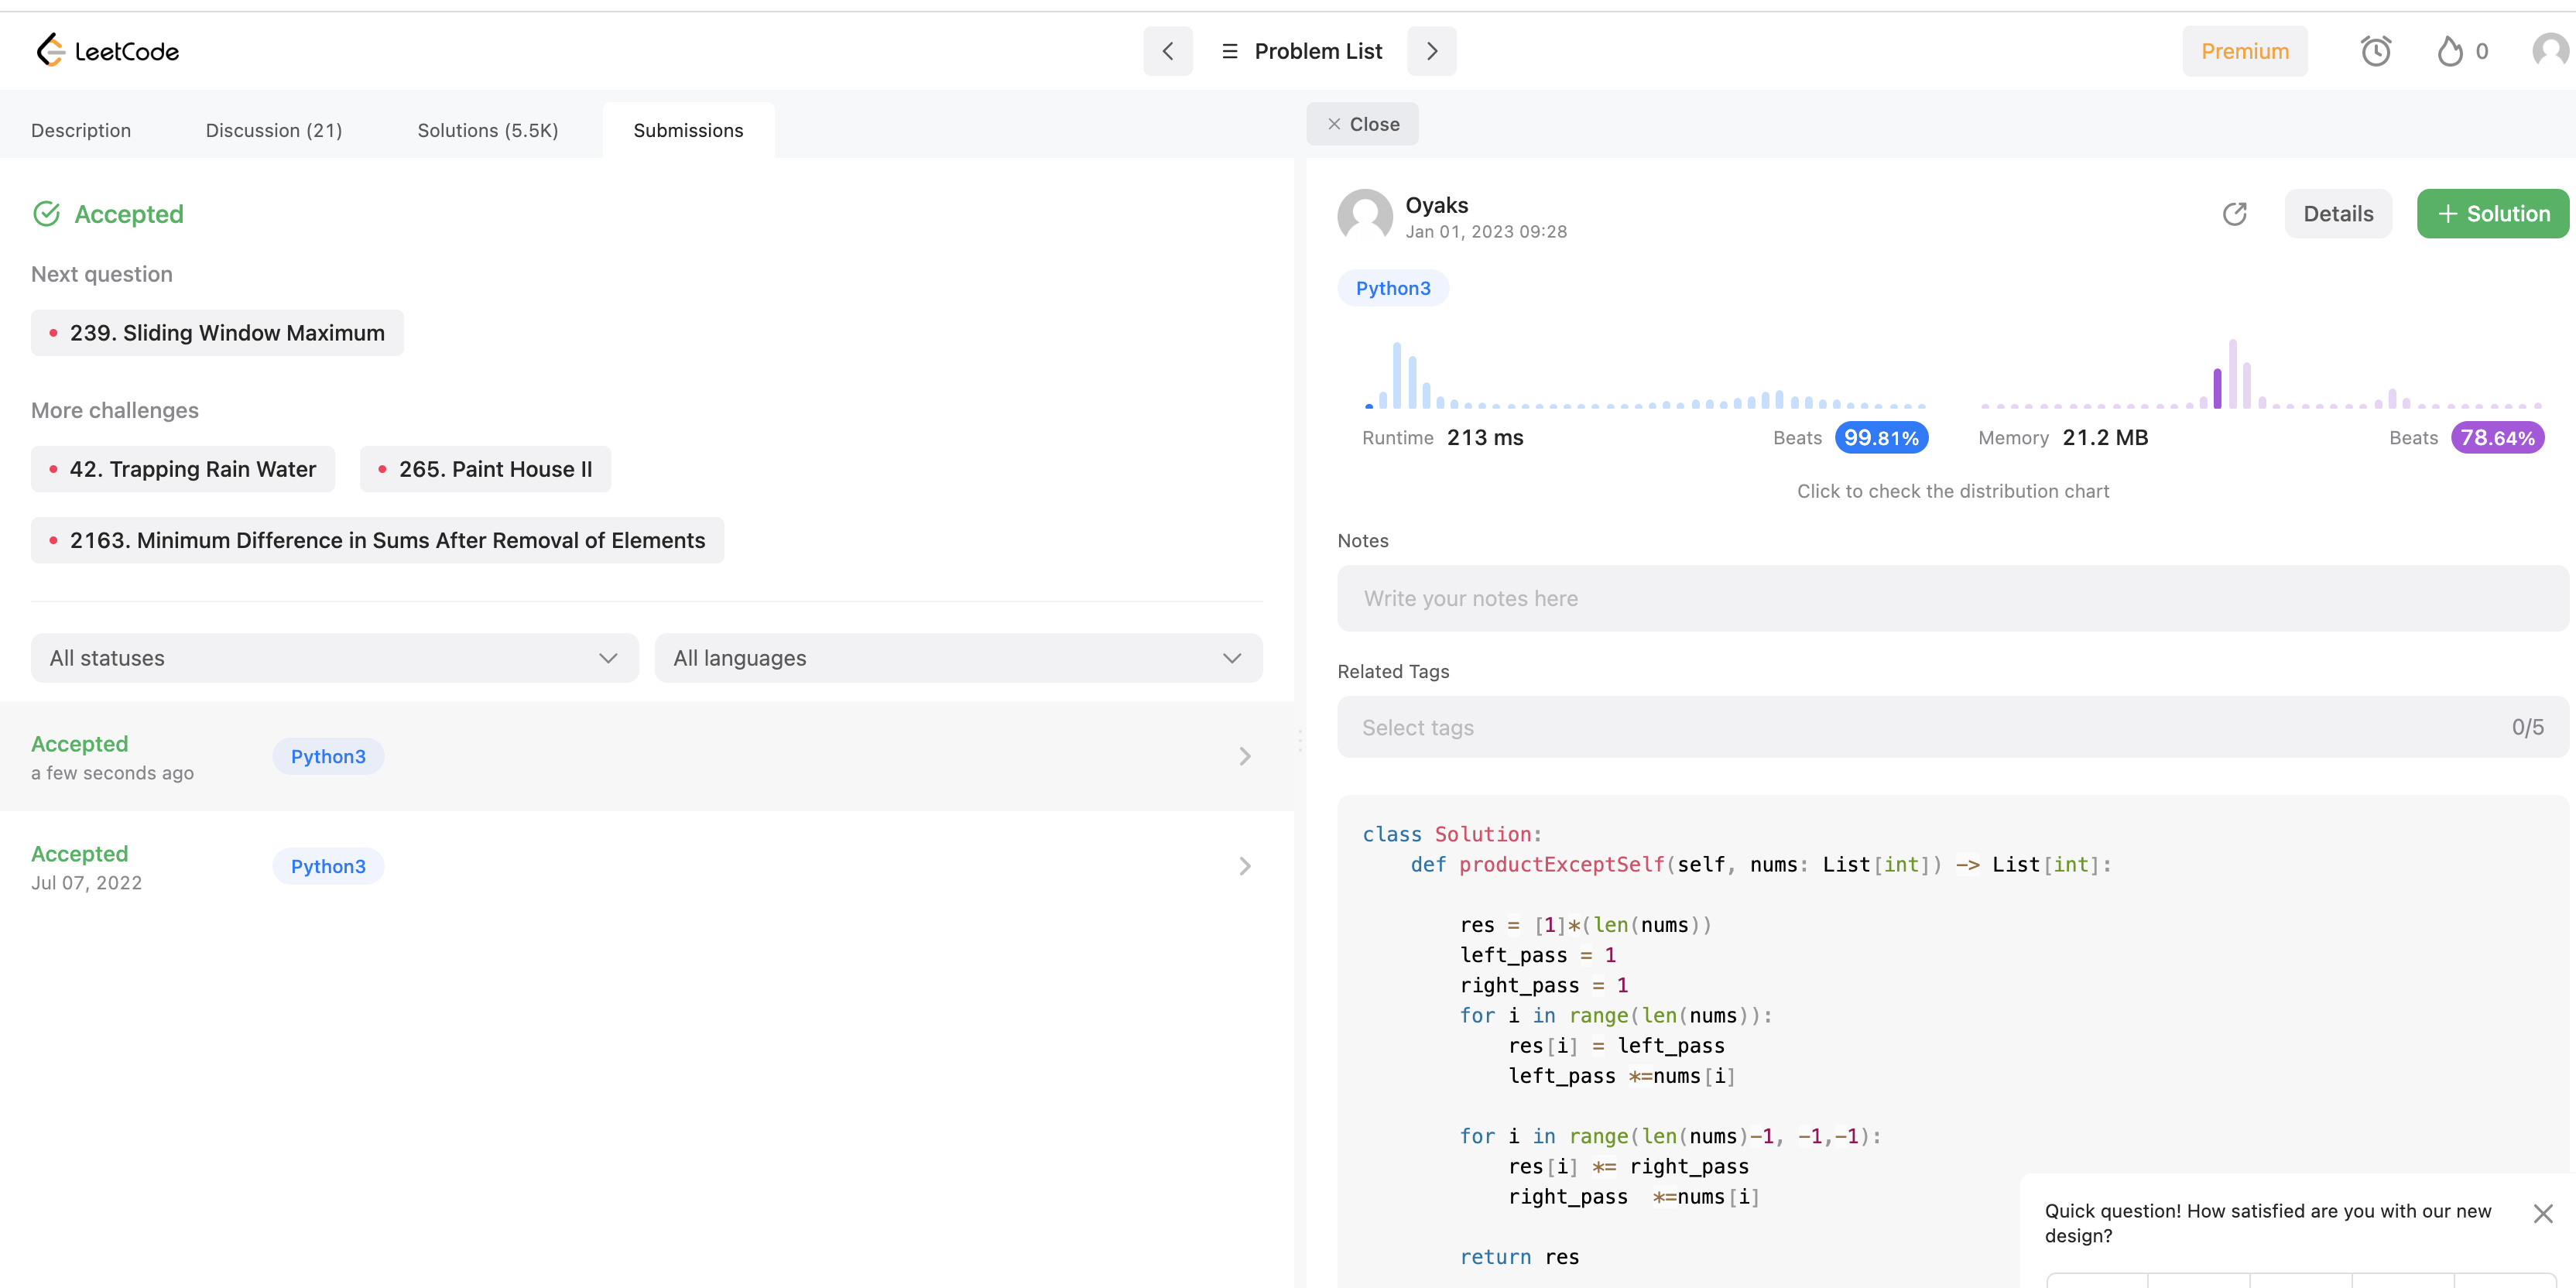 LeetCode
Problem List
Premium
0
Description
Discussion (21)
Solutions (5.5K)
Submissions
Close
Accepted
Next question
239. Sliding Window Maximum
More challenges
42. Trapping Rain Water
265. Paint House II
2163. Minimum Difference in Sums After Removal of Elements
All statuses
All languages
Accepted
a few seconds ago
Python3
Accepted
Jul 07, 2022
Python3
Oyaks
Jan 01, 2023 09:28
Details
+ Solution
Python3
Runtime 213 ms
Beats 99.81%
Memory 21.2 MB
Beats 78.64%
Click to check the distribution chart
Notes
Write your notes here
Related Tags
Select tags
0/5
class Solution:
    def productExceptSelf(self, nums: List[int]) -> List[int]:
        res = [1]*(len(nums))
        left_pass = 1
        right_pass = 1
        for i in range(len(nums)):
            res[i] = left_pass
            left_pass *=nums[i]
        for i in range(len(nums)-1, -1,-1):
            res[i] *= right_pass
            right_pass  *=nums[i]
        return res
Quick question! How satisfied are you with our new
design?